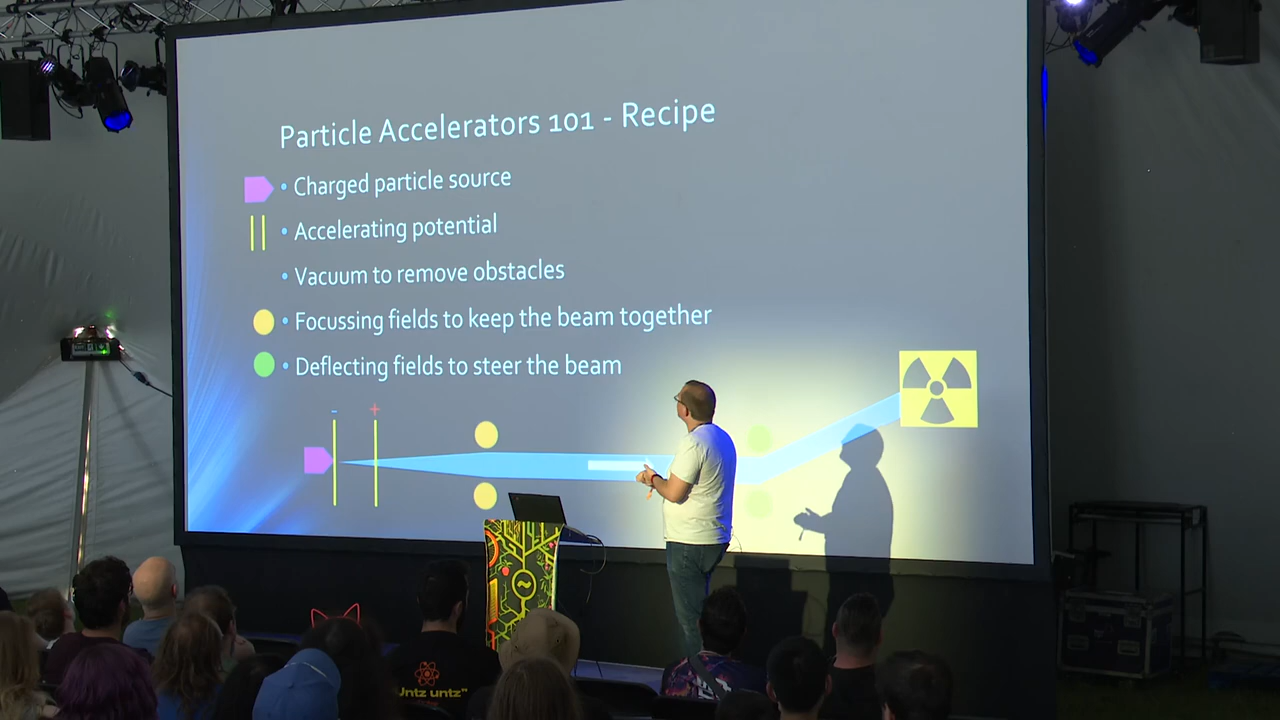 Particle Accelerators 101 - Recipe
• Charged particle source
• Accelerating potential
• Vacuum to remove obstacles
• Focussing fields to keep the beam together
• Deflecting fields to steer the beam
- +
untz untz"